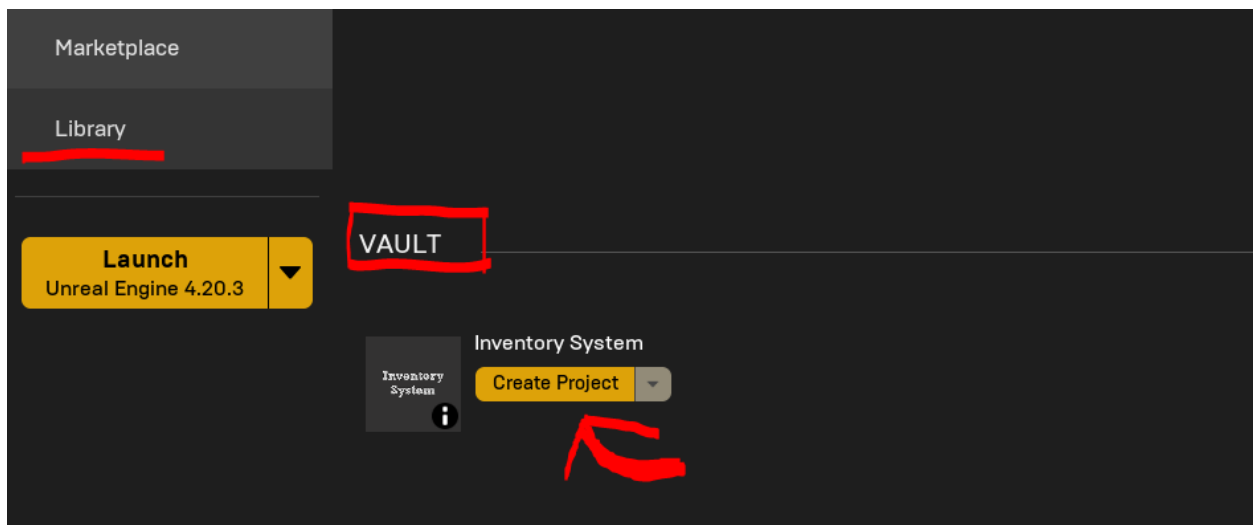 Marketplace
Library
Launch
Unreal Engine 4.20.3
VAULT
Inventory System
Create Project
Inventory
System